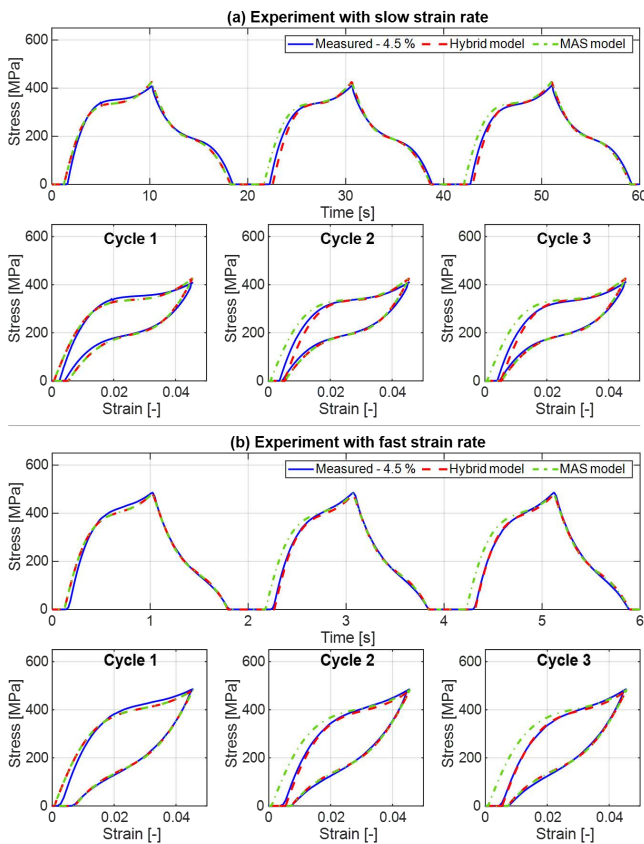 (a) Experiment with slow strain rate
Stress [MPa]
600
400
200
0
Measured - 4.5 % Hybrid model MAS model
0 10 20 30 40 50 60
Time [s]
Cycle 1 Cycle 2 Cycle 3
Stress [MPa] Stress [MPa] Stress [MPa]
600 600 600
400 400 400
200 200 200
0 0 0
0 0.02 0.04 0 0.02 0.04 0 0.02 0.04
Strain [-] Strain [-] Strain [-]
(b) Experiment with fast strain rate
Stress [MPa]
600
400
200
0
Measured - 4.5 % Hybrid model MAS model
0 1 2 3 4 5 6
Time [s]
Cycle 1 Cycle 2 Cycle 3
Stress [MPa] Stress [MPa] Stress [MPa]
600 600 600
400 400 400
200 200 200
0 0 0
0 0.02 0.04 0 0.02 0.04 0 0.02 0.04
Strain [-] Strain [-] Strain [-]